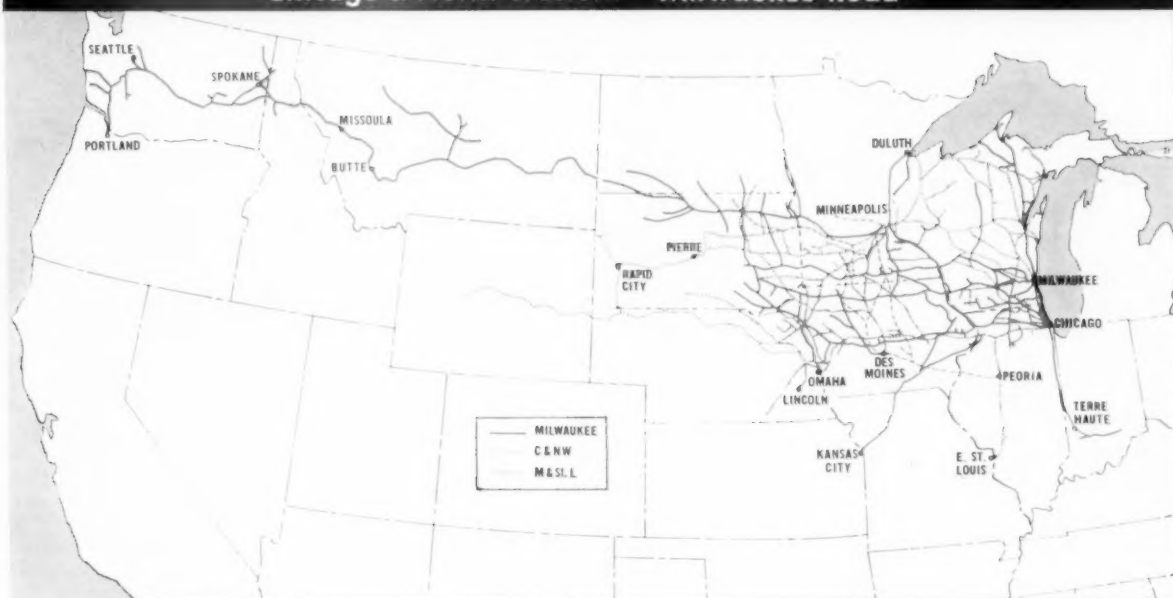 SEATTLE
SPOKANE
MISSOULA
PORTLAND
BUTTE
DULUTH
MINNEAPOLIS
PIERRE
RAPID
CITY
MILWAUKEE
CHICAGO
DES
MOINES
PEORIA
OMAHA
LINCOLN
TERRE
HAUTE
MILWAUKEE
C & NW
M & St. L
KANSAS
CITY
E. ST.
LOUIS